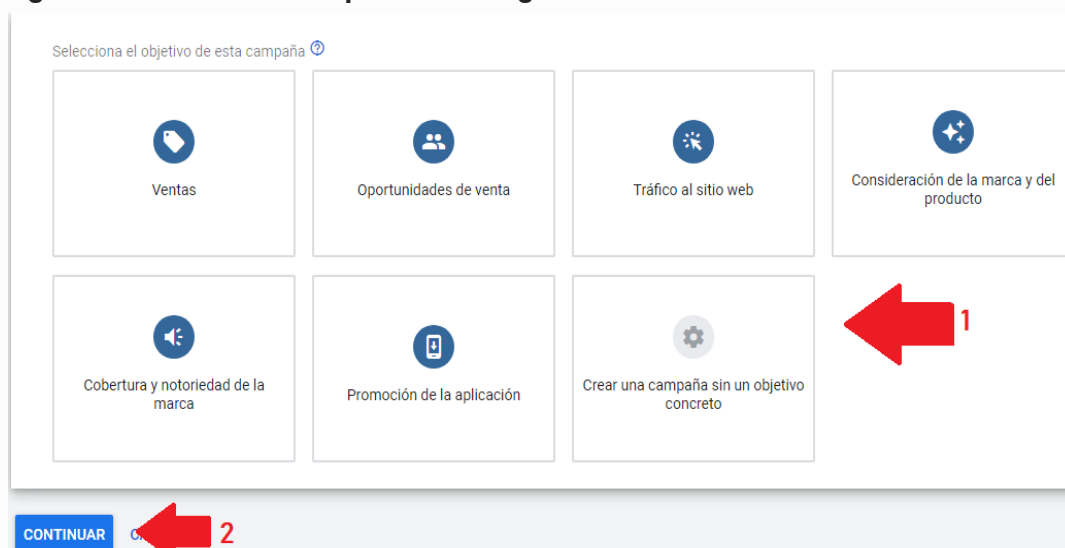 Selecciona el objetivo de esta campaña
Ventas
Oportunidades de venta
Tráfico al sitio web
Consideración de la marca y del
producto
Cobertura y notoriedad de la
marca
Promoción de la aplicación
Crear una campaña sin un objetivo
concreto
1
CONTINUAR
2